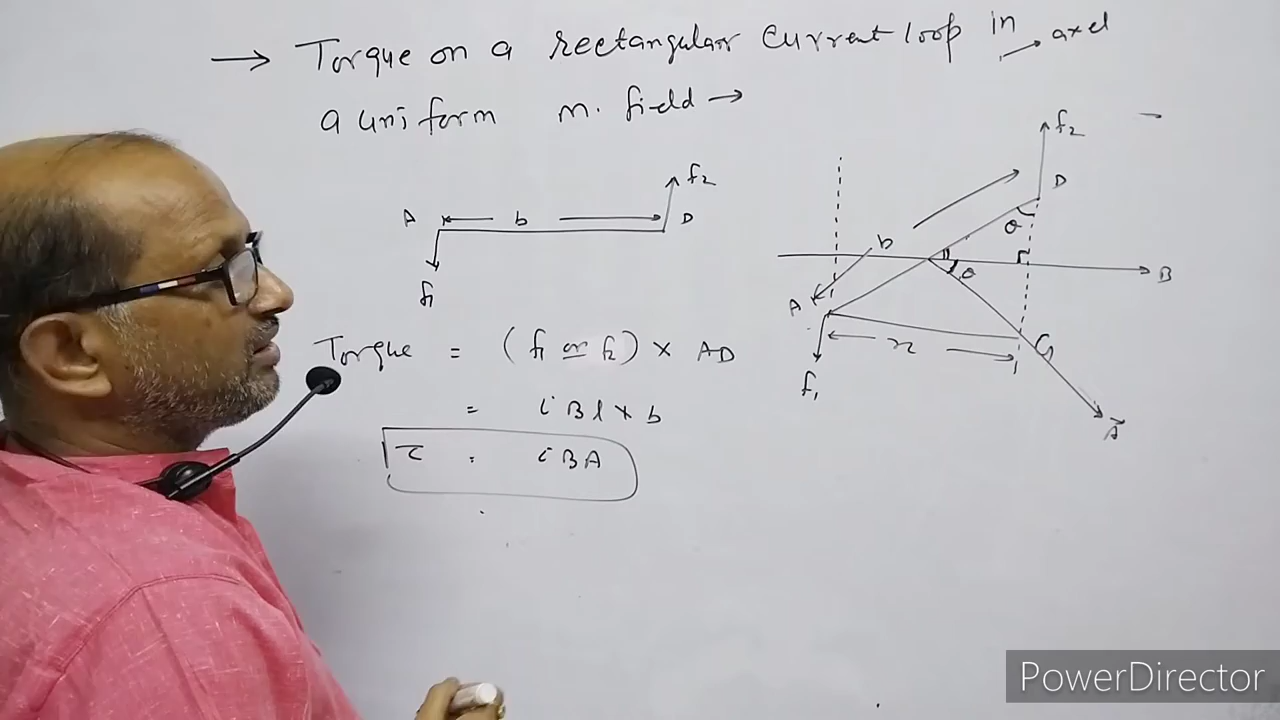 → Torque on a rectangular current loop in
→ axel
a uniform m. field →
f2
A b D
f1
f2
D
θ
b
θ
B
A
x
G
f1
A⃗
Torque = (f1 or f2) × AD
= iBl × b
τ = iBA
PowerDirector